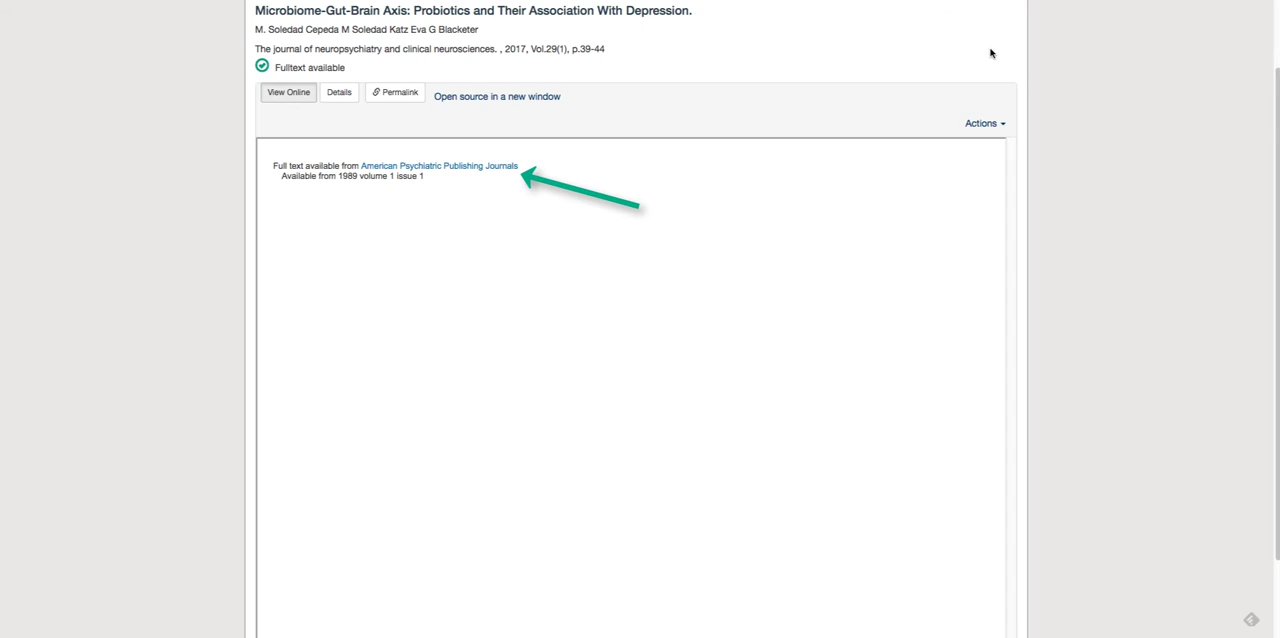 Microbiome-Gut-Brain Axis: Probiotics and Their Association With Depression.
M. Soledad Cepeda M Soledad Katz Eva G Blacketer
The journal of neuropsychiatry and clinical neurosciences. , 2017, Vol.29(1), p.39-44
Fulltext available
View Online Details Permalink Open source in a new window
Actions
Full text available from American Psychiatric Publishing Journals
Available from 1989 volume 1 issue 1